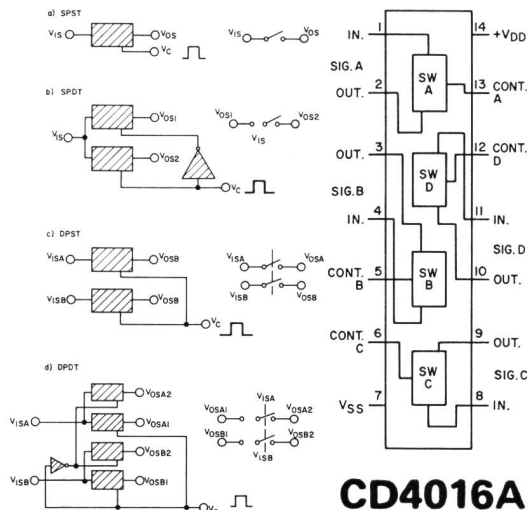 a) SPST
VIS
VOS
VC
VIS
VOS
b) SPDT
VIS
VOS1
VOS2
VC
VOS1
VIS
VOS2
c) DPST
VISA
VOSB
VISB
VOSB
VC
VISA
VOSA
VISB
VOSB
d) DPDT
VISA
VISB
VOSA2
VOSA1
VOSB2
VOSB1
VISA
VOSA1
VOSA2
VOSB1
VOSB2
VISB
IN. 1
SIG.A
OUT. 2
OUT. 3
SIG.B
IN. 4
CONT. B 5
CONT. C 6
VSS 7
14 +VDD
13 CONT. A
12 CONT. D
11 IN.
SIG.D
10 OUT.
9 OUT.
SIG.C
8 IN.
SW A
SW D
SW B
SW C
CD4016A